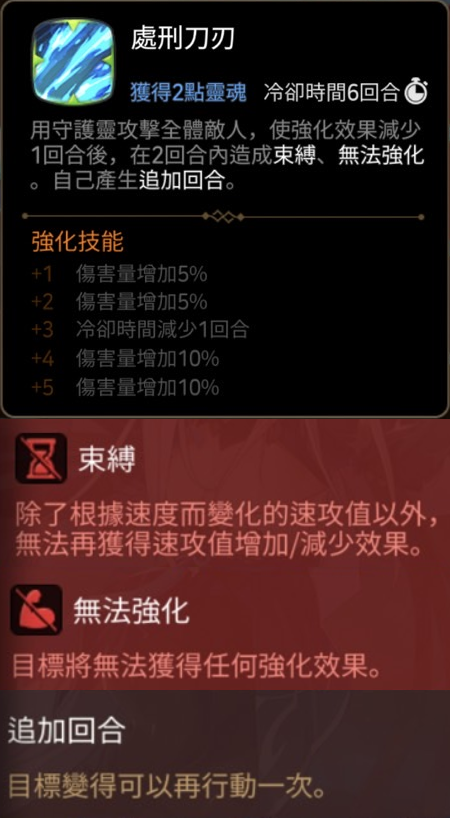 處刑刀刃
獲得2點靈魂 冷卻時間6回合
用守護靈攻擊全體敵人，使強化效果減少
1回合後，在2回合內造成束縛、無法強化
。自己產生追加回合。
強化技能
+1 傷害量增加5%
+2 傷害量增加5%
+3 冷卻時間減少1回合
+4 傷害量增加10%
+5 傷害量增加10%
束縛
除了根據速度而變化的速攻值以外，
無法再獲得速攻值增加/減少效果。
無法強化
目標將無法獲得任何強化效果。
追加回合
目標變得可以再行動一次。